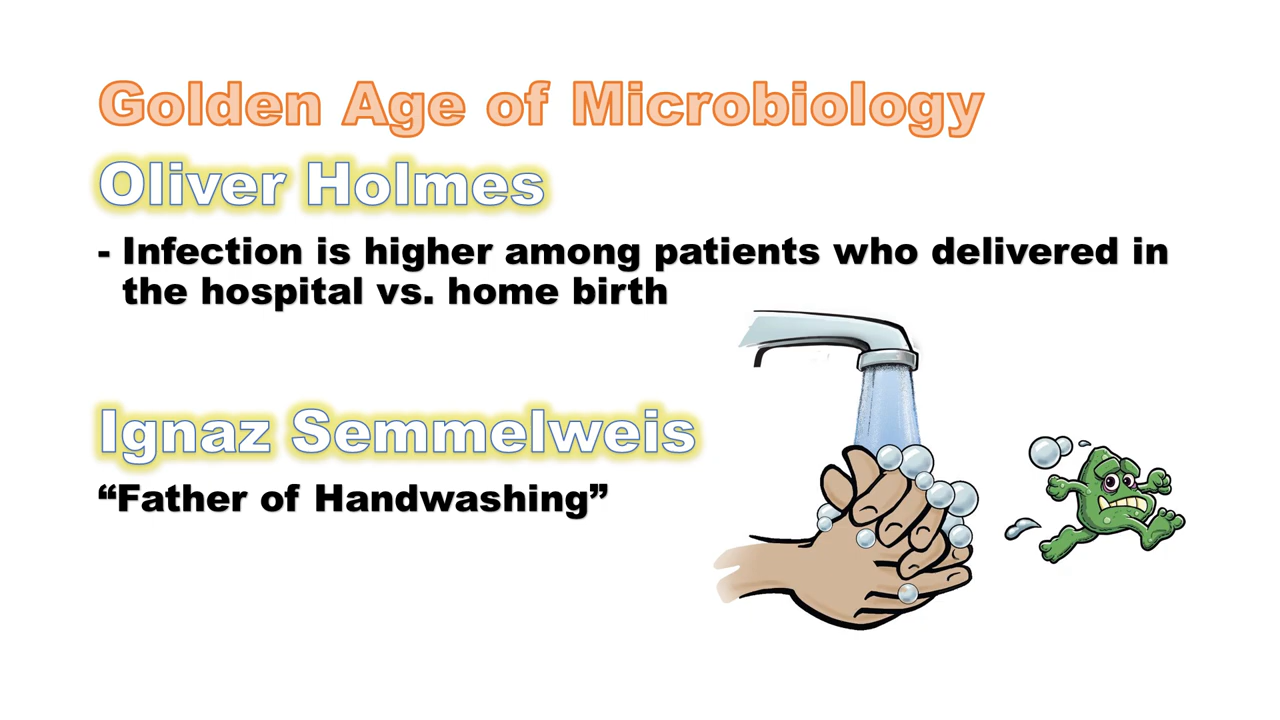 Golden Age of Microbiology
Oliver Holmes
- Infection is higher among patients who delivered in
the hospital vs. home birth
Ignaz Semmelweis
“Father of Handwashing”